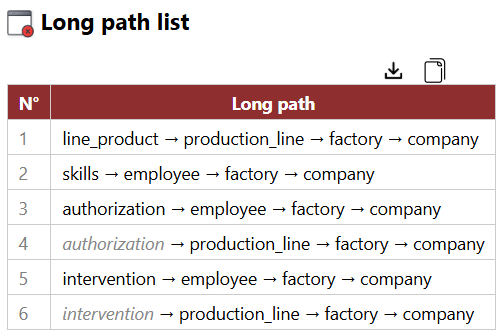 Long path list
N° Long path
1 line_product → production_line → factory → company
2 skills → employee → factory → company
3 authorization → employee → factory → company
4 authorization → production_line → factory → company
5 intervention → employee → factory → company
6 intervention → production_line → factory → company